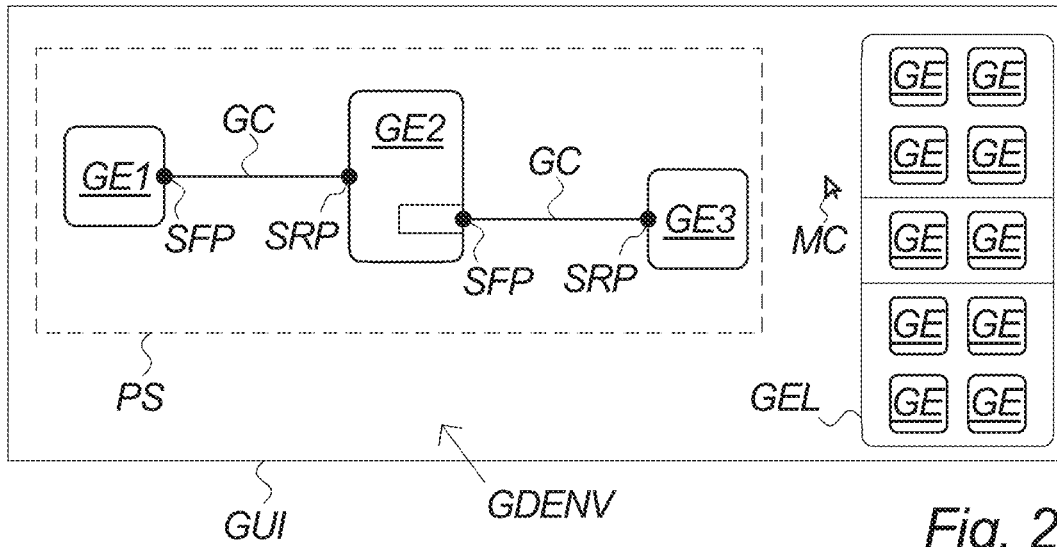 GE GE
GC
GE2
GE1
GE GE
GC
SFP
SRP
GE3
MC
GE GE
SFP
SRP
GE GE
PS
GEL
GE GE
GUI
GDENV
Fig. 2